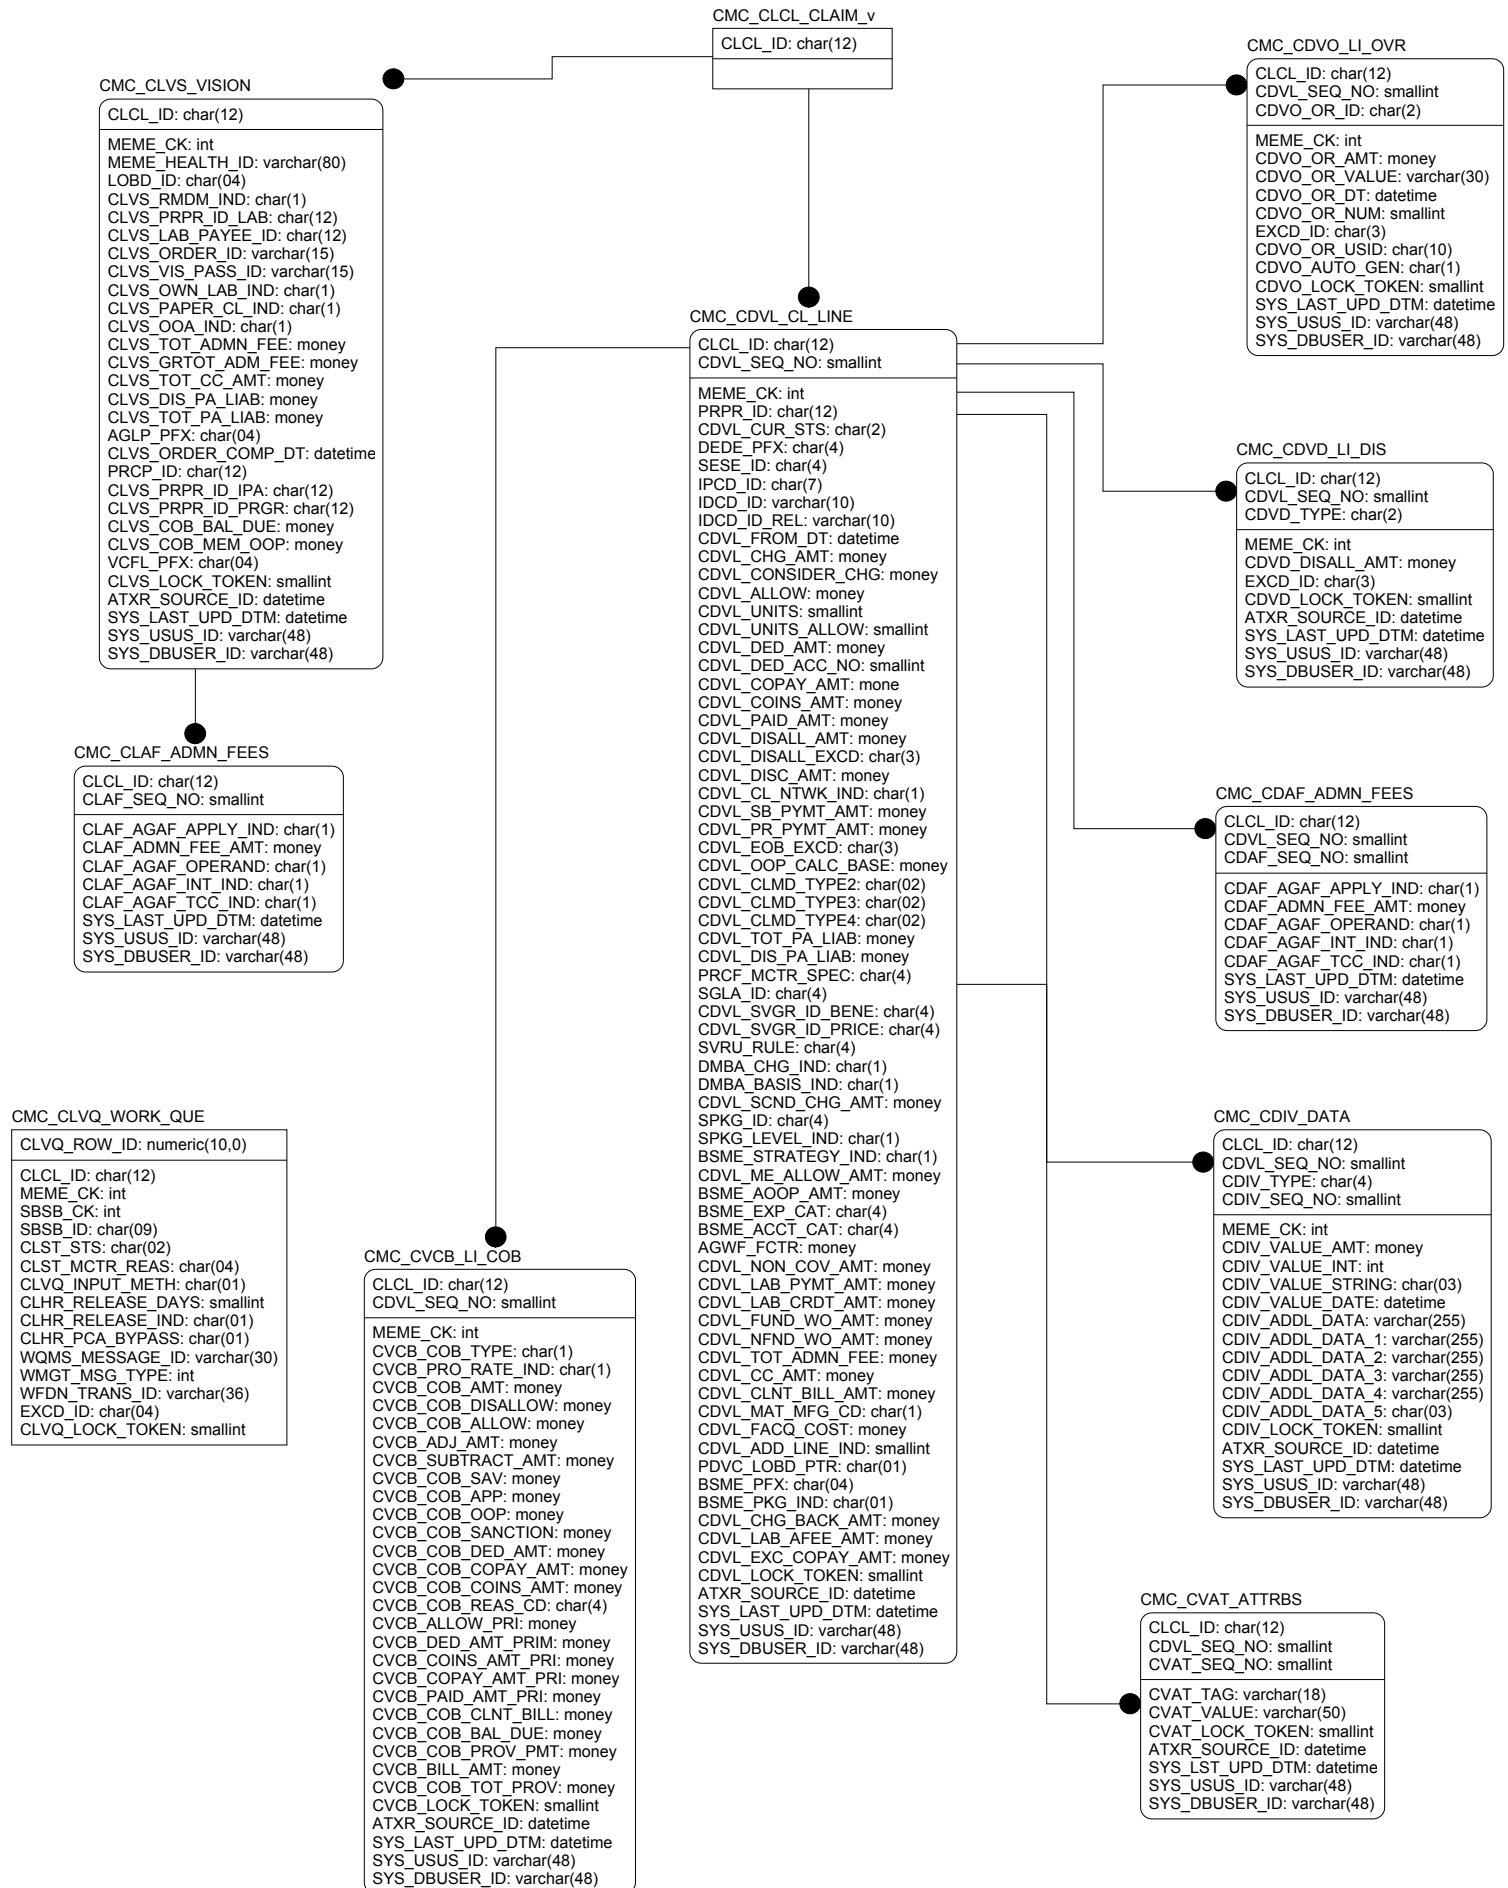 CMC_CLCL_CLAIM_v
CLCL_ID: char(12)
CMC_CLVS_VISION
CLCL_ID: char(12)
MEME_CK: int
MEME_HEALTH_ID: varchar(80)
LOBD_ID: char(04)
CLVS_RMDM_IND: char(1)
CLVS_PRPR_ID_LAB: char(12)
CLVS_LAB_PAYEE_ID: char(12)
CLVS_ORDER_ID: varchar(15)
CLVS_VIS_PASS_ID: varchar(15)
CLVS_OWN_LAB_IND: char(1)
CLVS_PAPER_CL_IND: char(1)
CLVS_OOA_IND: char(1)
CLVS_TOT_ADMN_FEE: money
CLVS_GRTOT_ADM_FEE: money
CLVS_TOT_CC_AMT: money
CLVS_DIS_PA_LIAB: money
CLVS_TOT_PA_LIAB: money
AGLP_PFX: char(04)
CLVS_ORDER_COMP_DT: datetime
PRCP_ID: char(12)
CLVS_PRPR_ID_IPA: char(12)
CLVS_PRPR_ID_PRGR: char(12)
CLVS_COB_BAL_DUE: money
CLVS_COB_MEM_OOP: money
VCFL_PFX: char(04)
CLVS_LOCK_TOKEN: smallint
ATXR_SOURCE_ID: datetime
SYS_LAST_UPD_DTM: datetime
SYS_USUS_ID: varchar(48)
SYS_DBUSER_ID: varchar(48)
CMC_CLAF_ADMN_FEES
CLCL_ID: char(12)
CLAF_SEQ_NO: smallint
CLAF_AGAF_APPLY_IND: char(1)
CLAF_ADMN_FEE_AMT: money
CLAF_AGAF_OPERAND: char(1)
CLAF_AGAF_INT_IND: char(1)
CLAF_AGAF_TCC_IND: char(1)
SYS_LAST_UPD_DTM: datetime
SYS_USUS_ID: varchar(48)
SYS_DBUSER_ID: varchar(48)
CMC_CLVQ_WORK_QUE
CLVQ_ROW_ID: numeric(10,0)
CLCL_ID: char(12)
MEME_CK: int
SBSB_CK: int
SBSB_ID: char(09)
CLST_STS: char(02)
CLST_MCTR_REAS: char(04)
CLVQ_INPUT_METH: char(01)
CLHR_RELEASE_DAYS: smallint
CLHR_RELEASE_IND: char(01)
CLHR_PCA_BYPASS: char(01)
WQMS_MESSAGE_ID: varchar(30)
WMGT_MSG_TYPE: int
WFDN_TRANS_ID: varchar(36)
EXCD_ID: char(04)
CLVQ_LOCK_TOKEN: smallint
CMC_CVCB_LI_COB
CLCL_ID: char(12)
CDVL_SEQ_NO: smallint
MEME_CK: int
CVCB_COB_TYPE: char(1)
CVCB_PRO_RATE_IND: char(1)
CVCB_COB_AMT: money
CVCB_COB_DISALLOW: money
CVCB_COB_ALLOW: money
CVCB_ADJ_AMT: money
CVCB_SUBTRACT_AMT: money
CVCB_COB_SAV: money
CVCB_COB_APP: money
CVCB_COB_OOP: money
CVCB_COB_SANCTION: money
CVCB_COB_DED_AMT: money
CVCB_COB_COPAY_AMT: money
CVCB_COB_COINS_AMT: money
CVCB_COB_REAS_CD: char(4)
CVCB_ALLOW_PRI: money
CVCB_DED_AMT_PRIM: money
CVCB_COINS_AMT_PRI: money
CVCB_COPAY_AMT_PRI: money
CVCB_PAID_AMT_PRI: money
CVCB_COB_CLNT_BILL: money
CVCB_COB_BAL_DUE: money
CVCB_COB_PROV_PMT: money
CVCB_BILL_AMT: money
CVCB_COB_TOT_PROV: money
CVCB_LOCK_TOKEN: smallint
ATXR_SOURCE_ID: datetime
SYS_LAST_UPD_DTM: datetime
SYS_USUS_ID: varchar(48)
SYS_DBUSER_ID: varchar(48)
CMC_CDVL_CL_LINE
CLCL_ID: char(12)
CDVL_SEQ_NO: smallint
MEME_CK: int
PRPR_ID: char(12)
CDVL_CUR_STS: char(2)
DEDE_PFX: char(4)
SESE_ID: char(4)
IPCD_ID: char(7)
IDCD_ID: varchar(10)
IDCD_ID_REL: varchar(10)
CDVL_FROM_DT: datetime
CDVL_CHG_AMT: money
CDVL_CONSIDER_CHG: money
CDVL_ALLOW: money
CDVL_UNITS: smallint
CDVL_UNITS_ALLOW: smallint
CDVL_DED_AMT: money
CDVL_DED_ACC_NO: smallint
CDVL_COPAY_AMT: mone
CDVL_COINS_AMT: money
CDVL_PAID_AMT: money
CDVL_DISALL_AMT: money
CDVL_DISALL_EXCD: char(3)
CDVL_DISC_AMT: money
CDVL_CL_NTWK_IND: char(1)
CDVL_SB_PYMT_AMT: money
CDVL_PR_PYMT_AMT: money
CDVL_EOB_EXCD: char(3)
CDVL_OOP_CALC_BASE: money
CDVL_CLMD_TYPE2: char(02)
CDVL_CLMD_TYPE3: char(02)
CDVL_CLMD_TYPE4: char(02)
CDVL_TOT_PA_LIAB: money
CDVL_DIS_PA_LIAB: money
PRCF_MCTR_SPEC: char(4)
SGLA_ID: char(4)
CDVL_SVGR_ID_BENE: char(4)
CDVL_SVGR_ID_PRICE: char(4)
SVRU_RULE: char(4)
DMBA_CHG_IND: char(1)
DMBA_BASIS_IND: char(1)
CDVL_SCND_CHG_AMT: money
SPKG_ID: char(4)
SPKG_LEVEL_IND: char(1)
BSME_STRATEGY_IND: char(1)
CDVL_ME_ALLOW_AMT: money
BSME_AOOP_AMT: money
BSME_EXP_CAT: char(4)
BSME_ACCT_CAT: char(4)
AGWF_FCTR: money
CDVL_NON_COV_AMT: money
CDVL_LAB_PYMT_AMT: money
CDVL_LAB_CRDT_AMT: money
CDVL_FUND_WO_AMT: money
CDVL_NFND_WO_AMT: money
CDVL_TOT_ADMN_FEE: money
CDVL_CC_AMT: money
CDVL_CLNT_BILL_AMT: money
CDVL_MAT_MFG_CD: char(1)
CDVL_FACQ_COST: money
CDVL_ADD_LINE_IND: smallint
PDVC_LOBD_PTR: char(01)
BSME_PFX: char(04)
BSME_PKG_IND: char(01)
CDVL_CHG_BACK_AMT: money
CDVL_LAB_AFEE_AMT: money
CDVL_EXC_COPAY_AMT: money
CDVL_LOCK_TOKEN: smallint
ATXR_SOURCE_ID: datetime
SYS_LAST_UPD_DTM: datetime
SYS_USUS_ID: varchar(48)
SYS_DBUSER_ID: varchar(48)
CMC_CDVO_LI_OVR
CLCL_ID: char(12)
CDVL_SEQ_NO: smallint
CDVO_OR_ID: char(2)
MEME_CK: int
CDVO_OR_AMT: money
CDVO_OR_VALUE: varchar(30)
CDVO_OR_DT: datetime
CDVO_OR_NUM: smallint
EXCD_ID: char(3)
CDVO_OR_USID: char(10)
CDVO_AUTO_GEN: char(1)
CDVO_LOCK_TOKEN: smallint
SYS_LAST_UPD_DTM: datetime
SYS_USUS_ID: varchar(48)
SYS_DBUSER_ID: varchar(48)
CMC_CDVD_LI_DIS
CLCL_ID: char(12)
CDVL_SEQ_NO: smallint
CDVD_TYPE: char(2)
MEME_CK: int
CDVD_DISALL_AMT: money
EXCD_ID: char(3)
CDVD_LOCK_TOKEN: smallint
ATXR_SOURCE_ID: datetime
SYS_LAST_UPD_DTM: datetime
SYS_USUS_ID: varchar(48)
SYS_DBUSER_ID: varchar(48)
CMC_CDAF_ADMN_FEES
CLCL_ID: char(12)
CDVL_SEQ_NO: smallint
CDAF_SEQ_NO: smallint
CDAF_AGAF_APPLY_IND: char(1)
CDAF_ADMN_FEE_AMT: money
CDAF_AGAF_OPERAND: char(1)
CDAF_AGAF_INT_IND: char(1)
CDAF_AGAF_TCC_IND: char(1)
SYS_LAST_UPD_DTM: datetime
SYS_USUS_ID: varchar(48)
SYS_DBUSER_ID: varchar(48)
CMC_CDIV_DATA
CLCL_ID: char(12)
CDVL_SEQ_NO: smallint
CDIV_TYPE: char(4)
CDIV_SEQ_NO: smallint
MEME_CK: int
CDIV_VALUE_AMT: money
CDIV_VALUE_INT: int
CDIV_VALUE_STRING: char(03)
CDIV_VALUE_DATE: datetime
CDIV_ADDL_DATA: varchar(255)
CDIV_ADDL_DATA_1: varchar(255)
CDIV_ADDL_DATA_2: varchar(255)
CDIV_ADDL_DATA_3: varchar(255)
CDIV_ADDL_DATA_4: varchar(255)
CDIV_ADDL_DATA_5: char(03)
CDIV_LOCK_TOKEN: smallint
ATXR_SOURCE_ID: datetime
SYS_LAST_UPD_DTM: datetime
SYS_USUS_ID: varchar(48)
SYS_DBUSER_ID: varchar(48)
CMC_CVAT_ATTRBS
CLCL_ID: char(12)
CDVL_SEQ_NO: smallint
CVAT_SEQ_NO: smallint
CVAT_TAG: varchar(18)
CVAT_VALUE: varchar(50)
CVAT_LOCK_TOKEN: smallint
ATXR_SOURCE_ID: datetime
SYS_LST_UPD_DTM: datetime
SYS_USUS_ID: varchar(48)
SYS_DBUSER_ID: varchar(48)